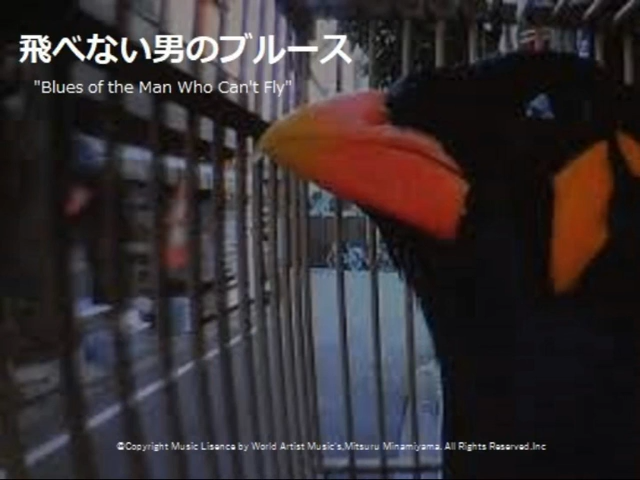 飛べない男のブルース
"Blues of the Man Who Can't Fly"
©Copyright Music Lisence by World Artist Music's,Mitsuru Minamiyama. All Rights Reserved.Inc